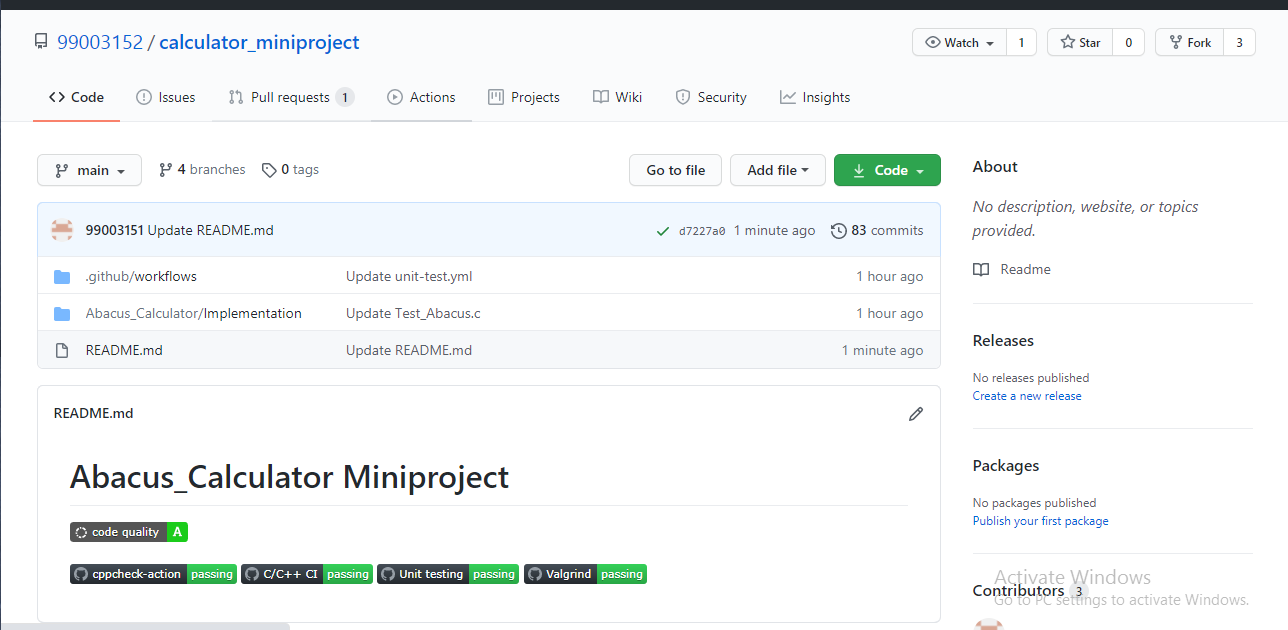 99003152 / calculator_miniproject
Watch 1 Star 0 Fork 3
Code Issues Pull requests 1 Actions Projects Wiki Security Insights
main 4 branches 0 tags Go to file Add file Code
About
No description, website, or topics
provided.
Readme
99003151 Update README.md d7227a0 1 minute ago 83 commits
.github/workflows Update unit-test.yml 1 hour ago
Abacus_Calculator/Implementation Update Test_Abacus.c 1 hour ago
README.md Update README.md 1 minute ago
Releases
No releases published
Create a new release
README.md
Abacus_Calculator Miniproject
code quality A
cppcheck-action passing C/C++ CI passing Unit testing passing Valgrind passing
Packages
No packages published
Publish your first package
Contributors 3
Activate Windows
Go to PC settings to activate Windows.